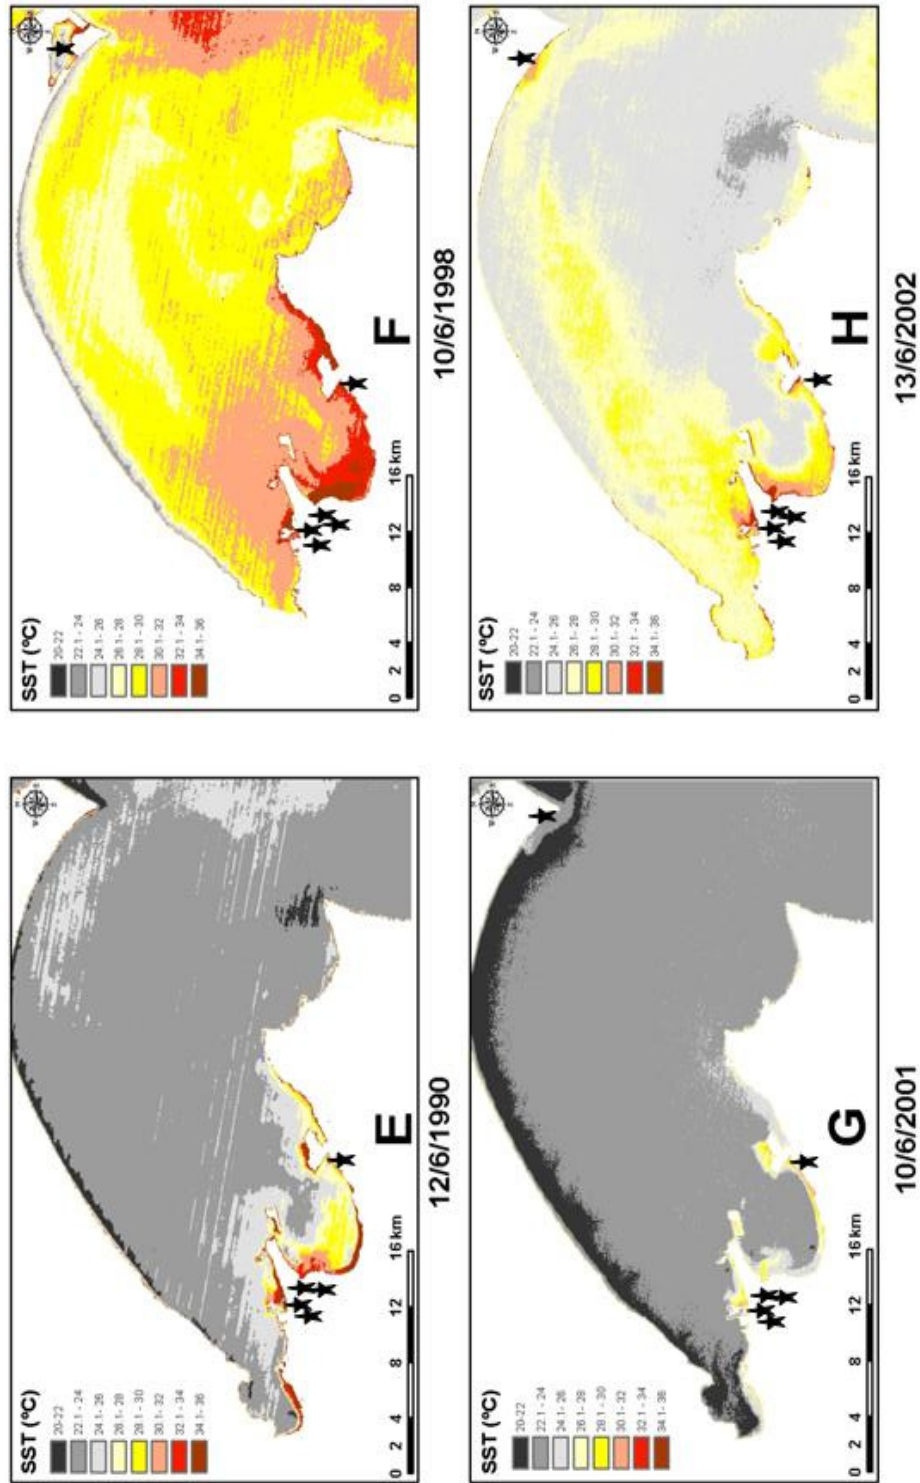 SST (ºC)
20-22
22.1 - 24
24.1- 26
26.1- 28
28.1 - 30
30.1- 32
32.1 - 34
34.1- 36
0 2 4 8 12 16 km
E
12/6/1990
SST (ºC)
20-22
22.1 - 24
24.1- 26
26.1- 28
28.1 - 30
30.1- 32
32.1 - 34
34.1- 36
0 2 4 8 12 16 km
F
10/6/1998
SST (ºC)
20-22
22.1 - 24
24.1- 26
26.1- 28
28.1 - 30
30.1- 32
32.1 - 34
34.1- 36
0 2 4 8 12 16 km
G
10/6/2001
SST (ºC)
20-22
22.1 - 24
24.1- 26
26.1- 28
28.1 - 30
30.1- 32
32.1 - 34
34.1- 36
0 2 4 8 12 16 km
H
13/6/2002